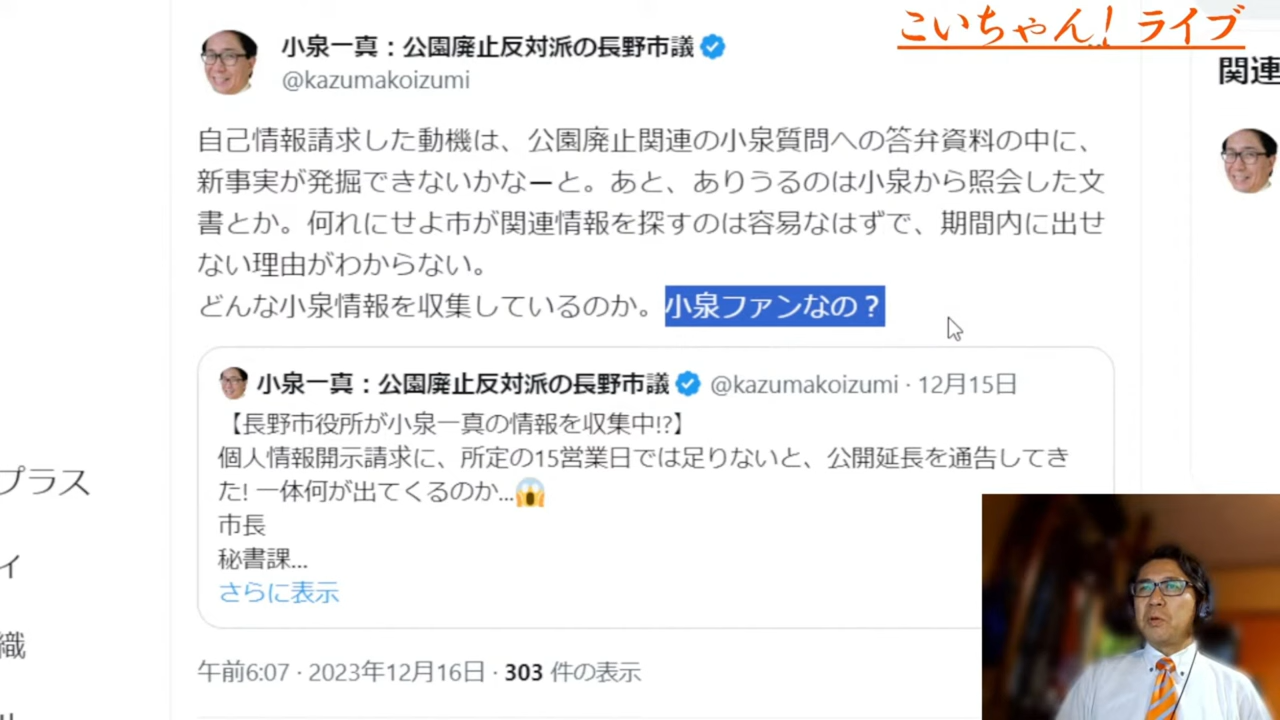 こいちゃん!ライブ
関連
小泉一真:公園廃止反対派の長野市議
@kazumakoizumi
自己情報請求した動機は、公園廃止関連の小泉質問への答弁資料の中に、
新事実が発掘できないかなーと。あと、ありうるのは小泉から照会した文
書とか。何れにせよ市が関連情報を探すのは容易なはずで、期間内に出せ
ない理由がわからない。
どんな小泉情報を収集しているのか。小泉ファンなの?
小泉一真:公園廃止反対派の長野市議 @kazumakoizumi · 12月15日
【長野市役所が小泉一真の情報を収集中!?】
個人情報開示請求に、所定の15営業日では足りないと、公開延長を通告してき
た! 一体何が出てくるのか...😱
市長
秘書課...
さらに表示
午前6:07 · 2023年12月16日 · 303 件の表示
プラス
ィ
織